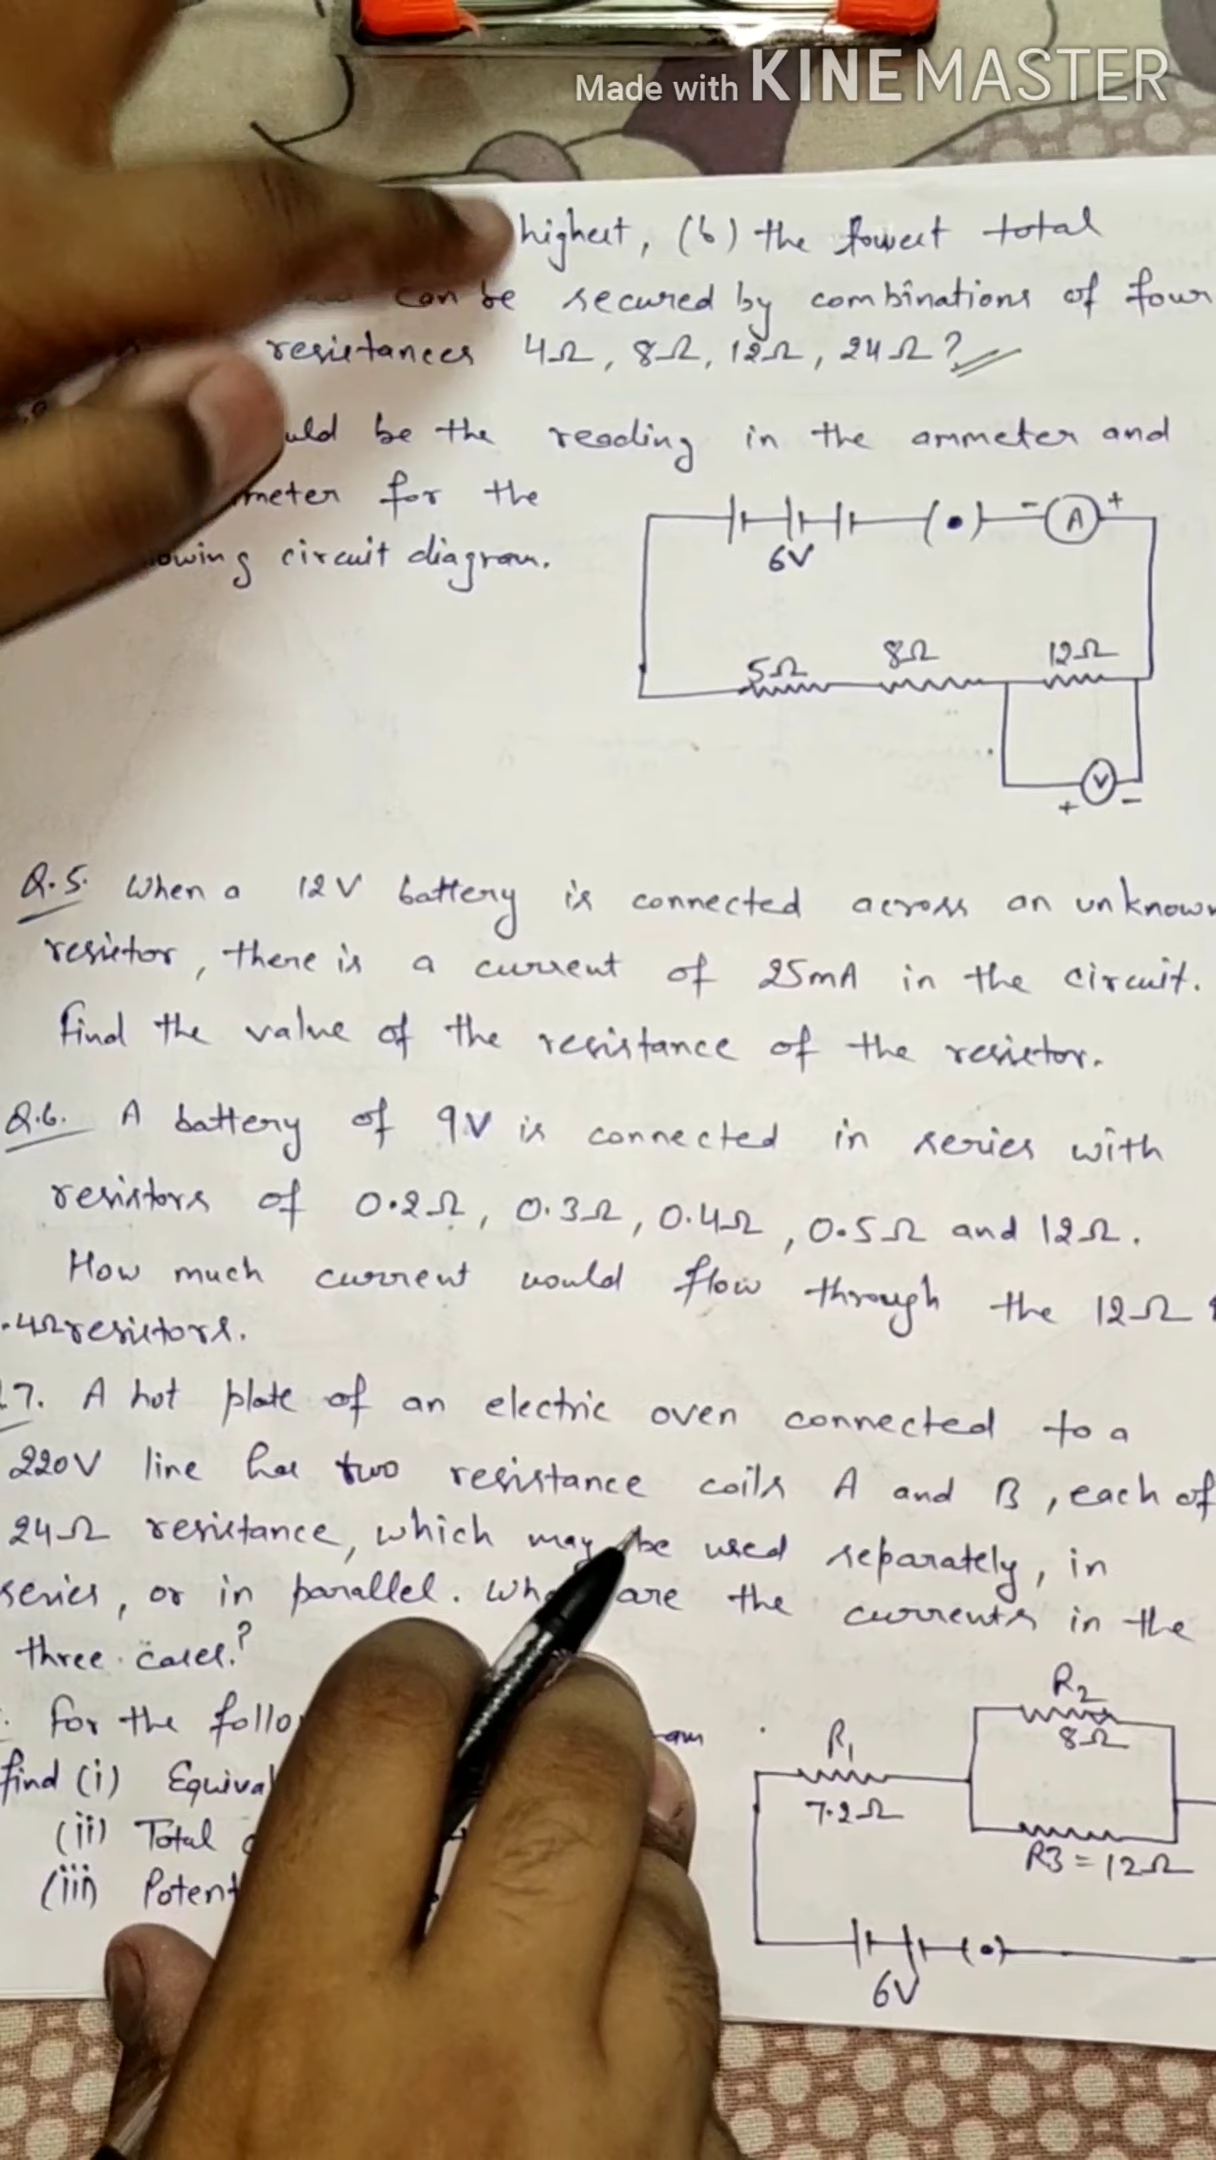 Made with KINEMASTER
highest, (b) the lowest total
can be secured by combinations of four
resistances 4Ω, 8Ω, 12Ω, 24Ω?
uld be the reading in the ammeter and
meter for the
owing circuit diagram.
- A +
6V
5Ω 8Ω 12Ω
+ V -
Q.5. When a 12V battery is connected across an unknown
resistor, there is a current of 25mA in the circuit.
find the value of the resistance of the resistor.
Q.6. A battery of 9V is connected in series with
resistors of 0.2Ω, 0.3Ω, 0.4Ω, 0.5Ω and 12Ω.
How much current would flow through the 12Ω
.4Ω resistors.
.7. A hot plate of an electric oven connected to a
220V line has two resistance coils A and B, each of
24Ω resistance, which may be used separately, in
series, or in parallel. Wh are the currents in the
three cases?
for the follo am
find (i) Equiva
(ii) Total
(iii) Potent
R2
8Ω
R1
7.2Ω
R3 = 12Ω
6V